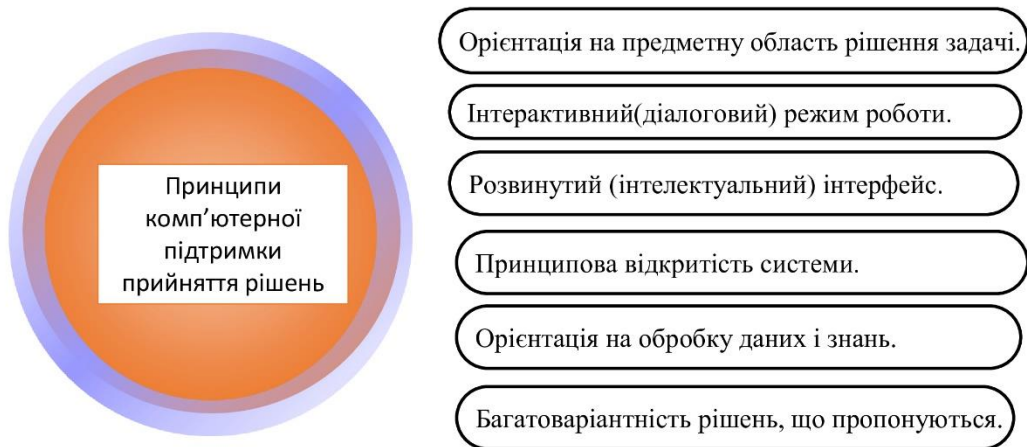 Принципи
комп’ютерної
підтримки
прийняття рішень
Орієнтація на предметну область рішення задачі.
Інтерактивний(діалоговий) режим роботи.
Розвинутий (інтелектуальний) інтерфейс.
Принципова відкритість системи.
Орієнтація на обробку даних і знань.
Багатоваріантність рішень, що пропонуються.